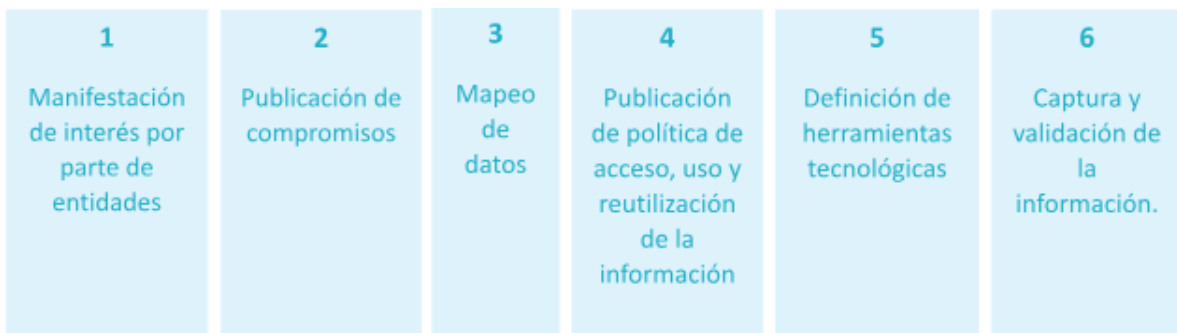 1
Manifestación
de interés por
parte de
entidades
2
Publicación de
compromisos
3
Mapeo
de
datos
4
Publicación
de política de
acceso, uso y
reutilización
de la
información
5
Definición de
herramientas
tecnológicas
6
Captura y
validación de
la
información.